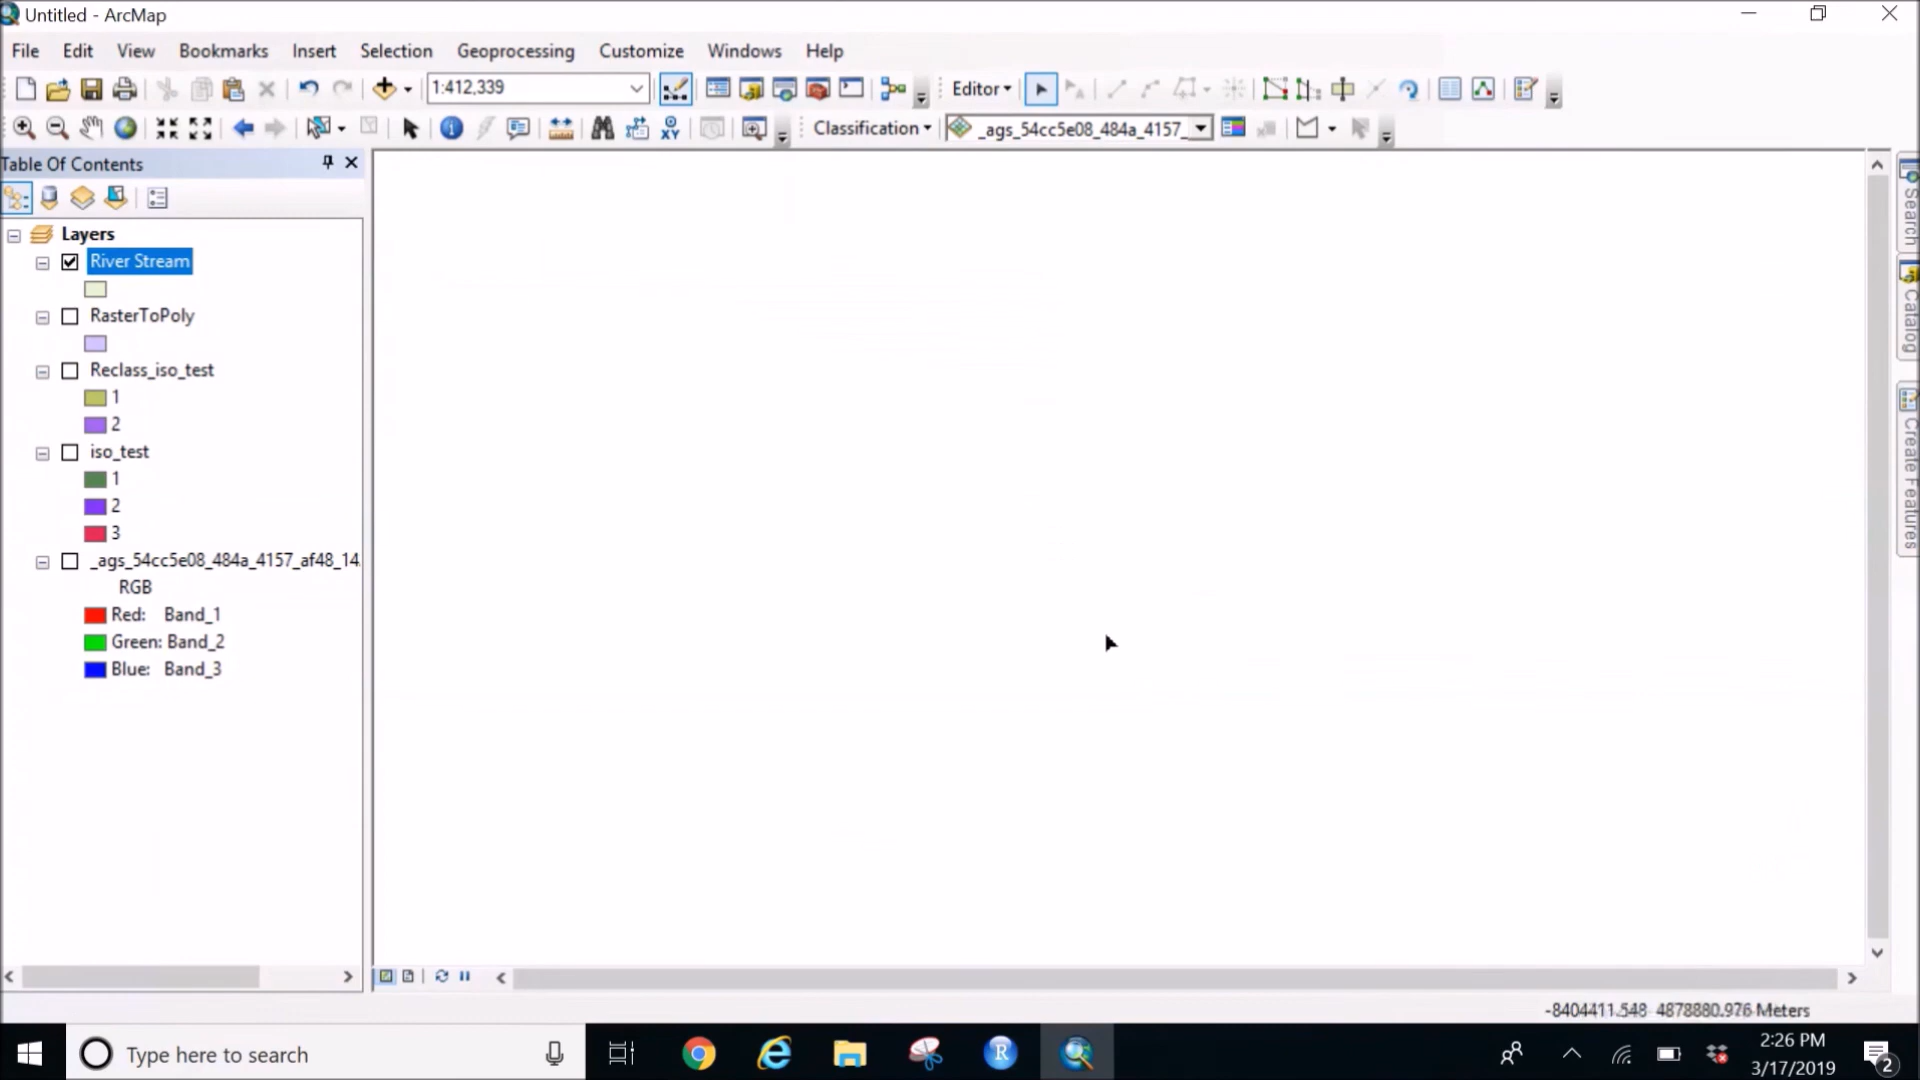 Untitled - ArcMap
File Edit View Bookmarks Insert Selection Geoprocessing Customize Windows Help
1:412,339 Editor
Classification _ags_54cc5e08_484a_4157_
Table Of Contents
Layers
River Stream
RasterToPoly
Reclass_iso_test
1
2
iso_test
1
2
3
_ags_54cc5e08_484a_4157_af48_14
RGB
Red: Band_1
Green: Band_2
Blue: Band_3
Search
Catalog
Create Features
-8404411.548 4878880.976 Meters
Type here to search
2:26 PM
3/17/2019
2